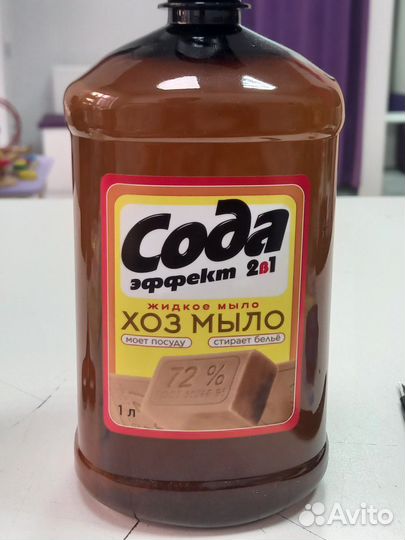 Сода
эффект 2в1
жидкое мыло
ХОЗ МЫЛО
моет посуду
стирает бельё
72 %
1 л
Avito